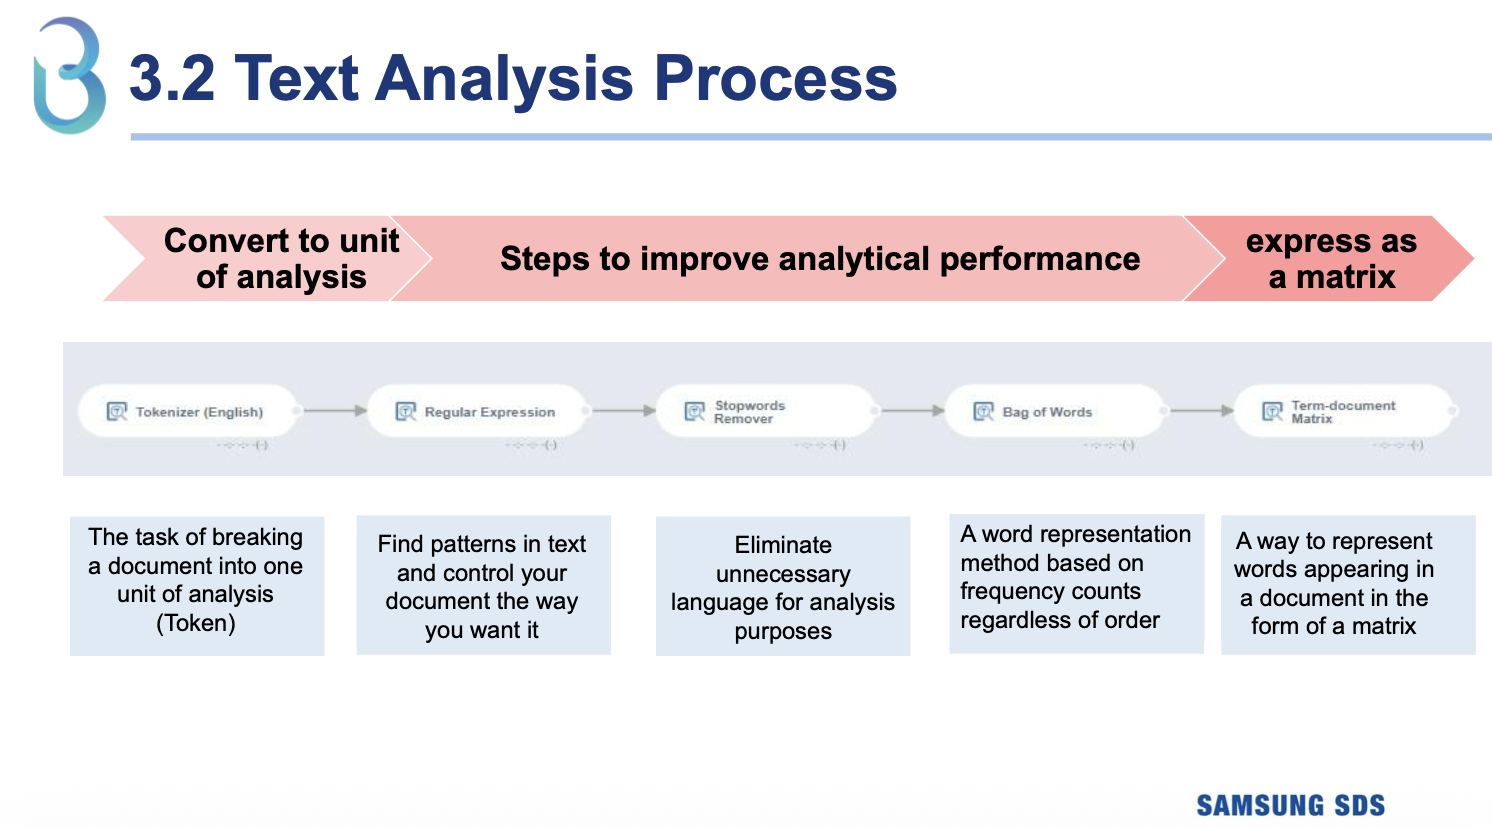 3.2 Text Analysis Process
Convert to unit
of analysis
Steps to improve analytical performance
express as
a matrix
Tokenizer (English)
Regular Expression
Stopwords
Remover
Bag of Words
Term-document
Matrix
The task of breaking
a document into one
unit of analysis
(Token)
Find patterns in text
and control your
document the way
you want it
Eliminate
unnecessary
language for analysis
purposes
A word representation
method based on
frequency counts
regardless of order
A way to represent
words appearing in
a document in the
form of a matrix
SAMSUNG SDS